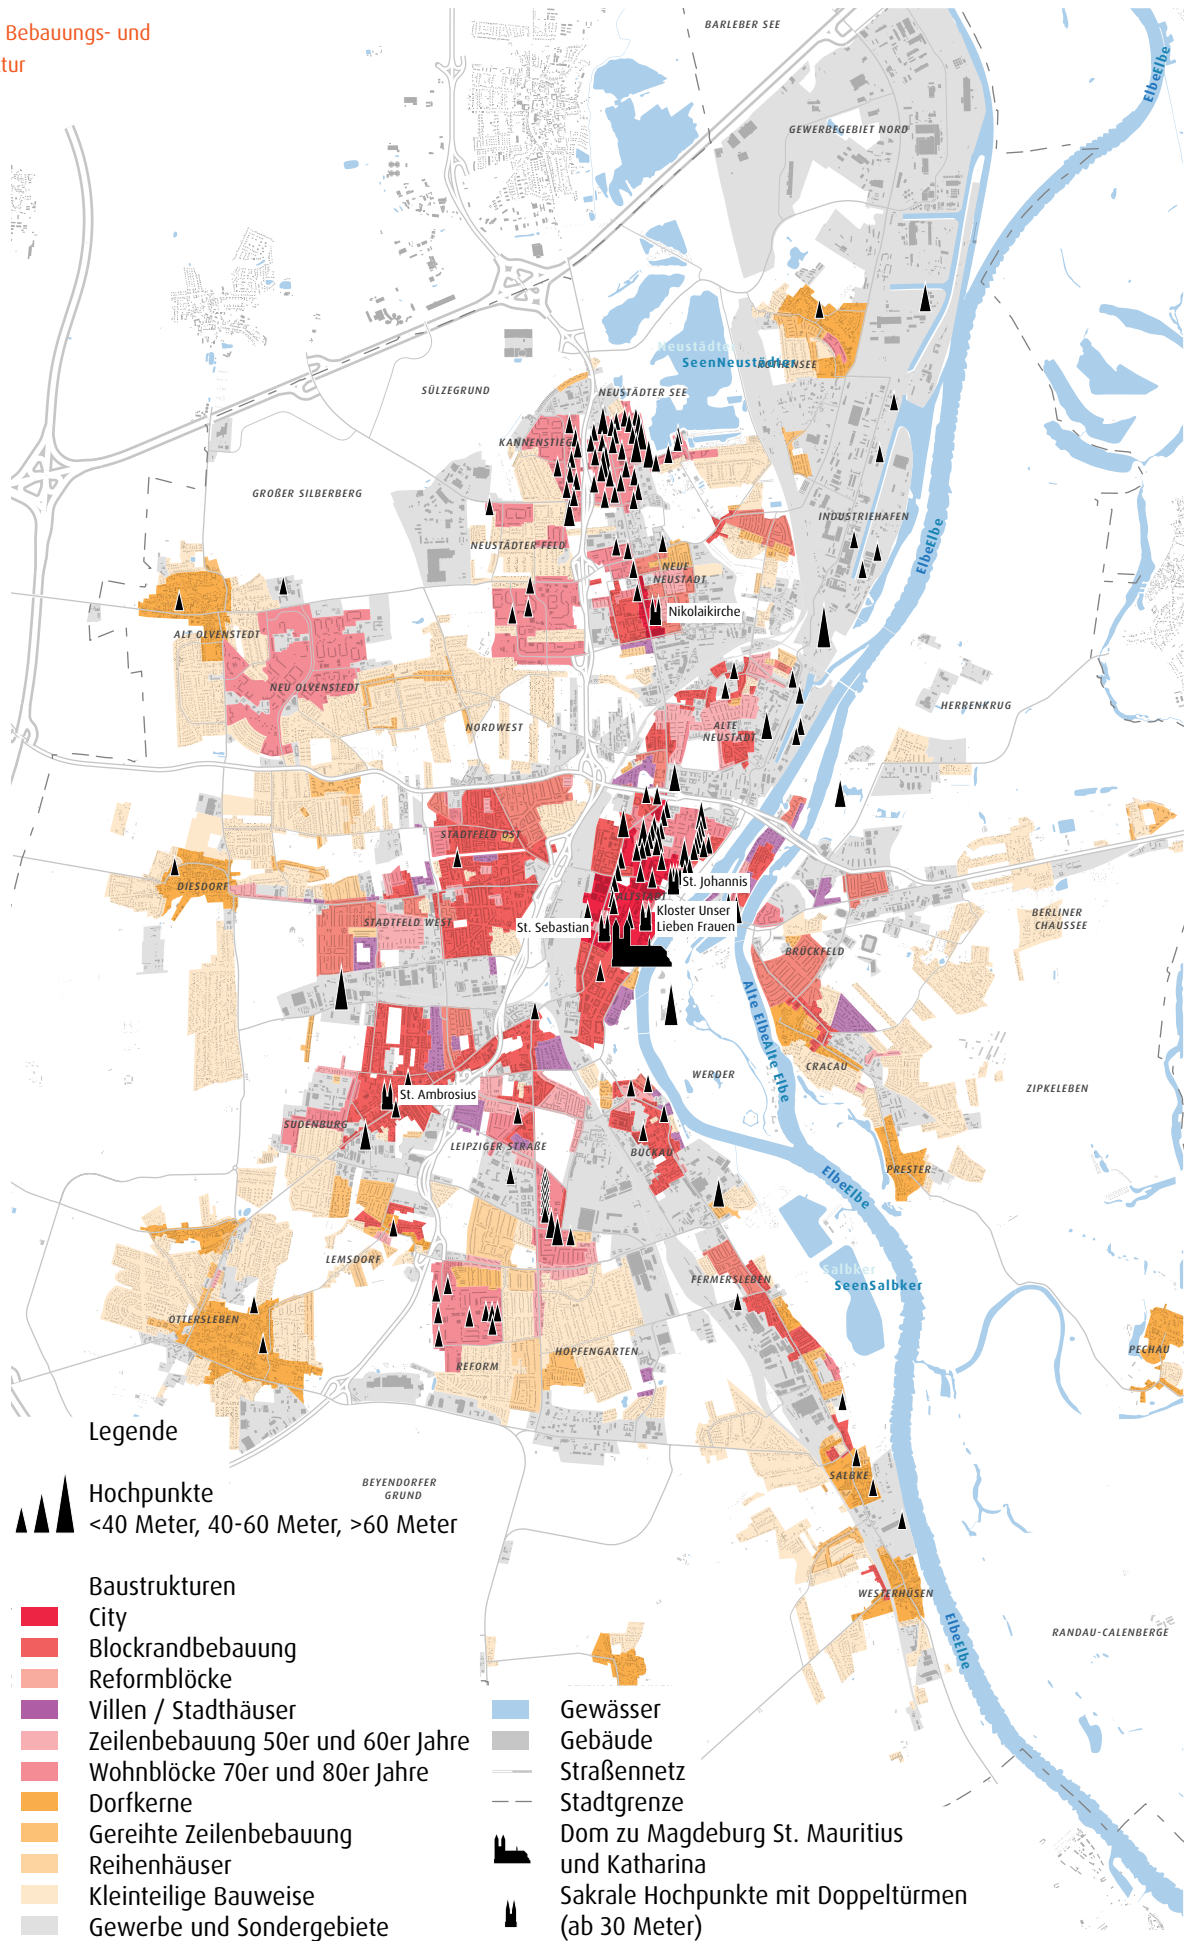 Bebauungs- und
tur
BARLEBER SEE
ElbeElbe
GEWERBEGEBIET NORD
Neustädter
SeenNeustädter
ROTHENSEE
SÜLZEGRUND
NEUSTÄDTER SEE
KANNENSTIEG
GROßER SILBERBERG
INDUSTRIEHAFEN
NEUSTÄDTER FELD
ElbeElbe
NEUE
NEUSTADT
Nikolaikirche
ALT OLVENSTEDT
NEU OLVENSTEDT
HERRENKRUG
NORDWEST
ALTE
NEUSTADT
STADTFELD OST
DIESDORF
St. Johannis
ALTSTADT
STADTFELD WEST
St. Sebastian
Kloster Unser
Lieben Frauen
BERLINER
CHAUSSEE
BRÜCKFELD
Alte ElbeAlte Elbe
WERDER
CRACAU
ZIPKELEBEN
St. Ambrosius
SUDENBURG
LEIPZIGER STRAßE
BUCKAU
PRESTER
ElbeElbe
LEMSDORF
Salbker
SeenSalbker
FERMERSLEBEN
OTTERSLEBEN
HOPFENGARTEN
REFORM
PECHAU
Legende
SALBKE
BEYENDORFER
GRUND
Hochpunkte
<40 Meter, 40-60 Meter, >60 Meter
WESTERHÜSEN
ElbeElbe
RANDAU-CALENBERGE
Baustrukturen
City
Blockrandbebauung
Reformblöcke
Villen / Stadthäuser
Zeilenbebauung 50er und 60er Jahre
Wohnblöcke 70er und 80er Jahre
Dorfkerne
Gereihte Zeilenbebauung
Reihenhäuser
Kleinteilige Bauweise
Gewerbe und Sondergebiete
Gewässer
Gebäude
Straßennetz
Stadtgrenze
Dom zu Magdeburg St. Mauritius
und Katharina
Sakrale Hochpunkte mit Doppeltürmen
(ab 30 Meter)